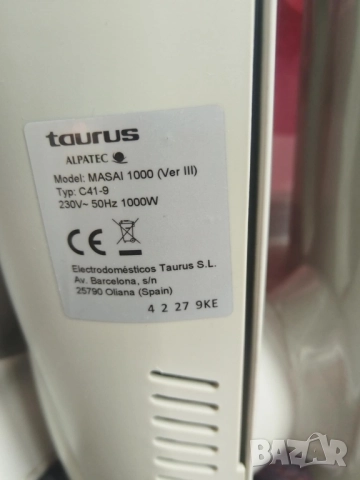 taurus
ALPATEC
Model: MASAI 1000 (Ver III)
Typ: C41-9
230V~ 50Hz 1000W
CE
Electrodomésticos Taurus S.L.
Av. Barcelona, s/n
25790 Oliana (Spain)
4 2 27 9KE
BAZAR